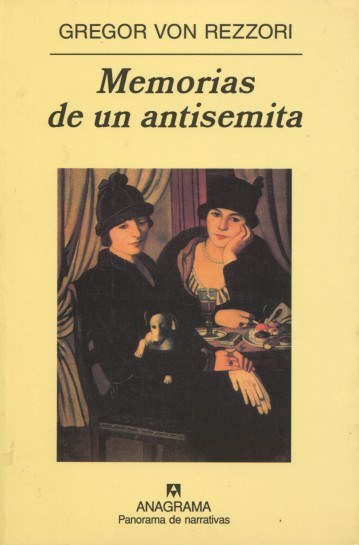 GREGOR VON REZZORI
Memorias
de un antisemita
ANAGRAMA
Panorama de narrativas